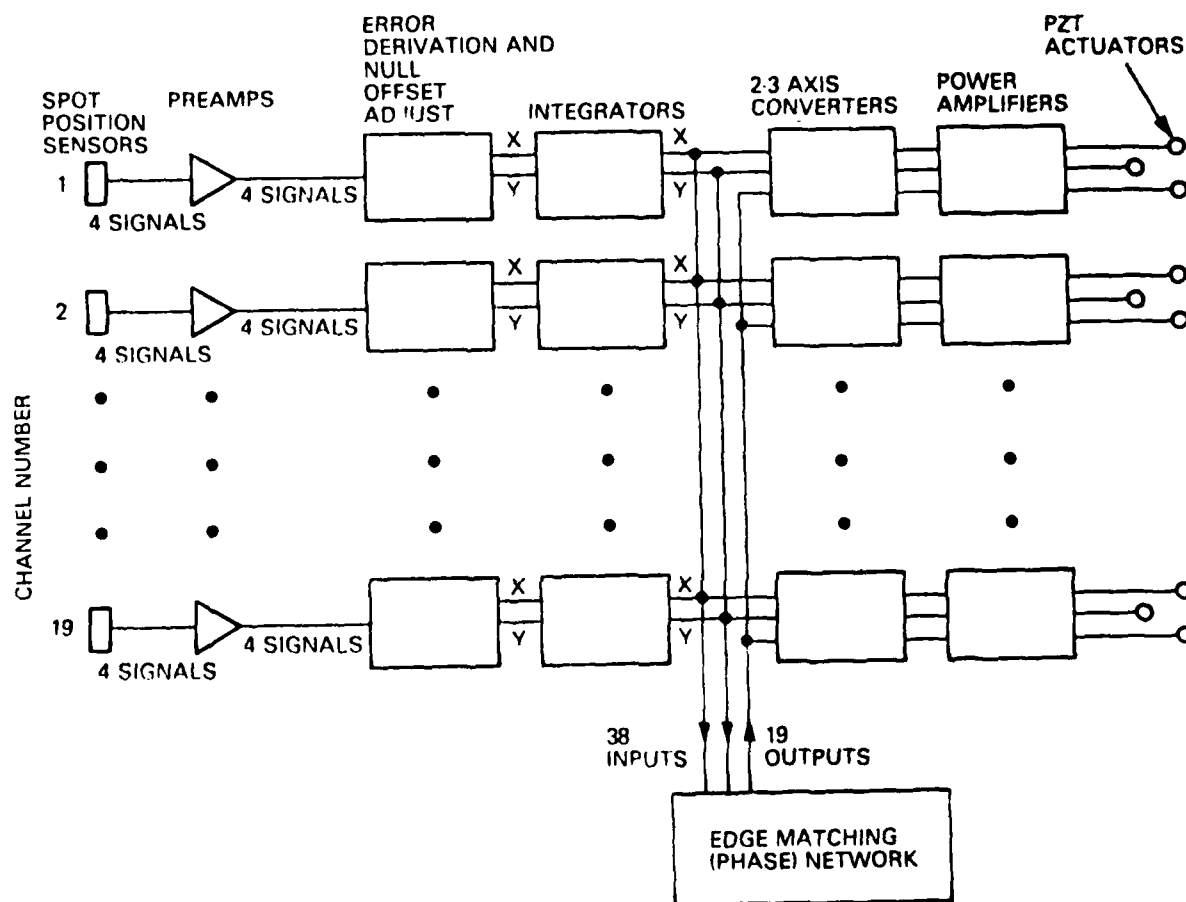 SPOT
POSITION
SENSORS
PREAMPS
ERROR
DERIVATION AND
NULL
OFFSET
AD IUST
INTEGRATORS
2-3 AXIS
CONVERTERS
POWER
AMPLIFIERS
PZT
ACTUATORS
CHANNEL NUMBER
1
4 SIGNALS
4 SIGNALS
X
Y
X
Y
2
4 SIGNALS
4 SIGNALS
X
Y
X
Y
19
4 SIGNALS
4 SIGNALS
X
Y
X
Y
38
INPUTS
19
OUTPUTS
EDGE MATCHING
(PHASE) NETWORK